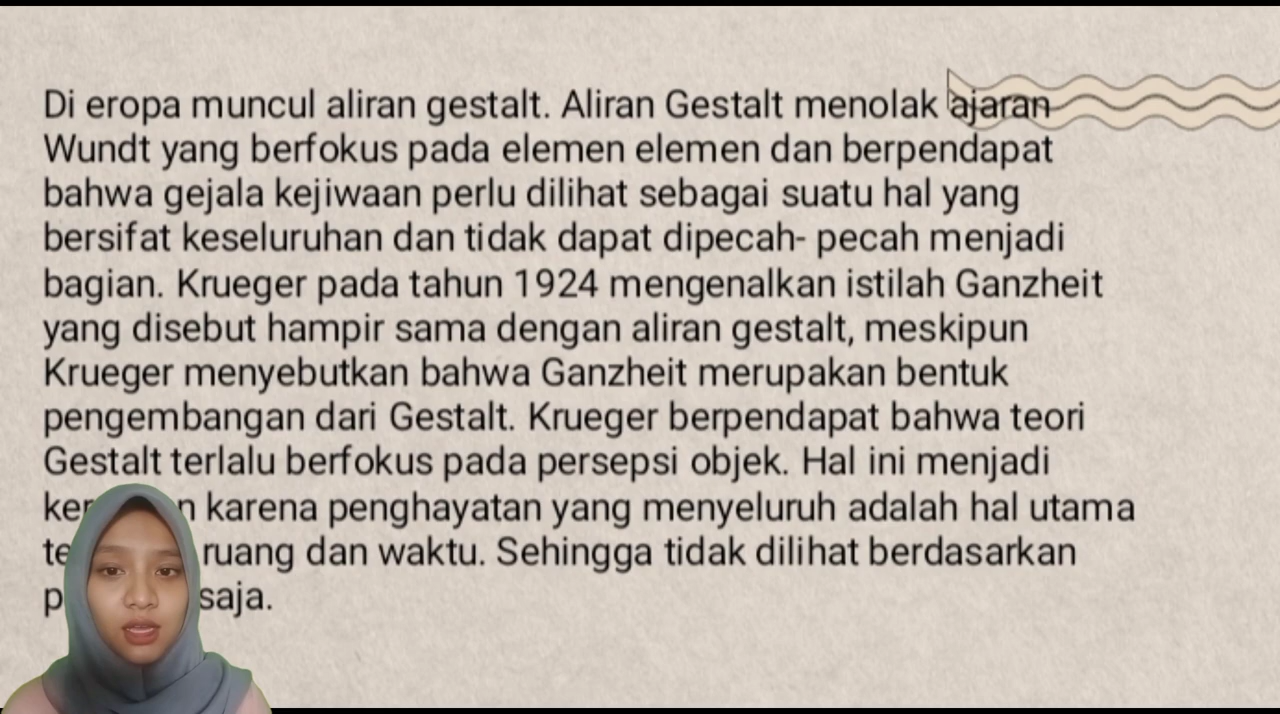 Di eropa muncul aliran gestalt. Aliran Gestalt menolak ajaran
Wundt yang berfokus pada elemen elemen dan berpendapat
bahwa gejala kejiwaan perlu dilihat sebagai suatu hal yang
bersifat keseluruhan dan tidak dapat dipecah- pecah menjadi
bagian. Krueger pada tahun 1924 mengenalkan istilah Ganzheit
yang disebut hampir sama dengan aliran gestalt, meskipun
Krueger menyebutkan bahwa Ganzheit merupakan bentuk
pengembangan dari Gestalt. Krueger berpendapat bahwa teori
Gestalt terlalu berfokus pada persepsi objek. Hal ini menjadi
karena penghayatan yang menyeluruh adalah hal utama
ruang dan waktu. Sehingga tidak dilihat berdasarkan
saja.